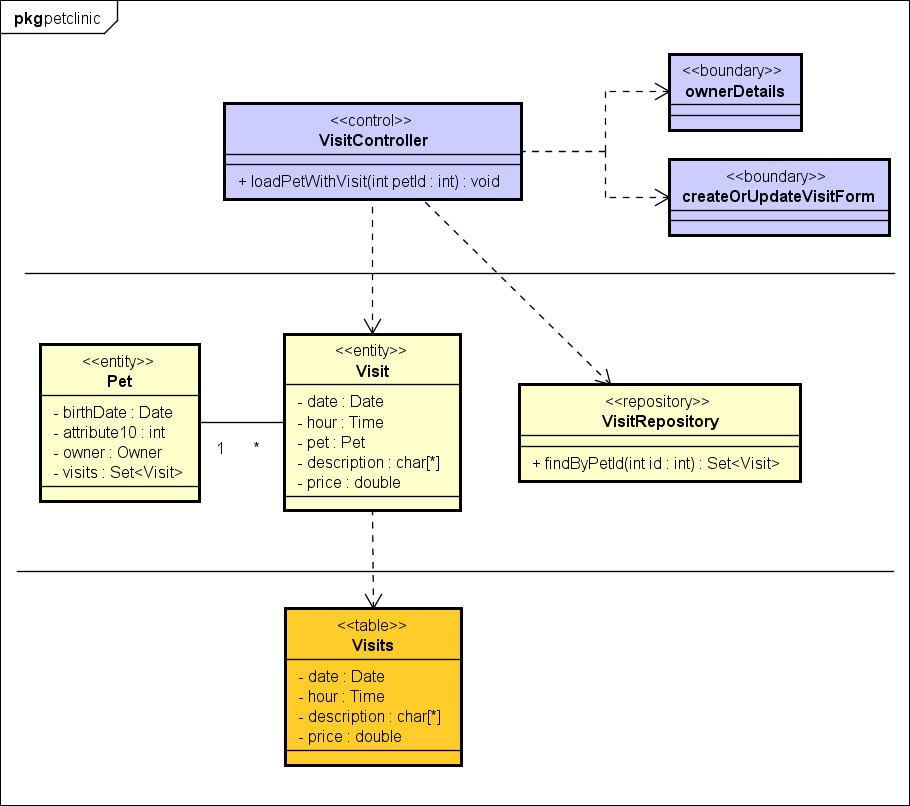 pkg petclinic
<<boundary>>
ownerDetails
<<control>>
VisitController
+ loadPetWithVisit(int petId : int) : void
<<boundary>>
createOrUpdateVisitForm
<<entity>>
Pet
- birthDate : Date
- attribute10 : int
- owner : Owner
- visits : Set<Visit>
1 *
<<entity>>
Visit
- date : Date
- hour : Time
- pet : Pet
- description : char[*]
- price : double
<<repository>>
VisitRepository
+ findByPetId(int id : int) : Set<Visit>
<<table>>
Visits
- date : Date
- hour : Time
- description : char[*]
- price : double